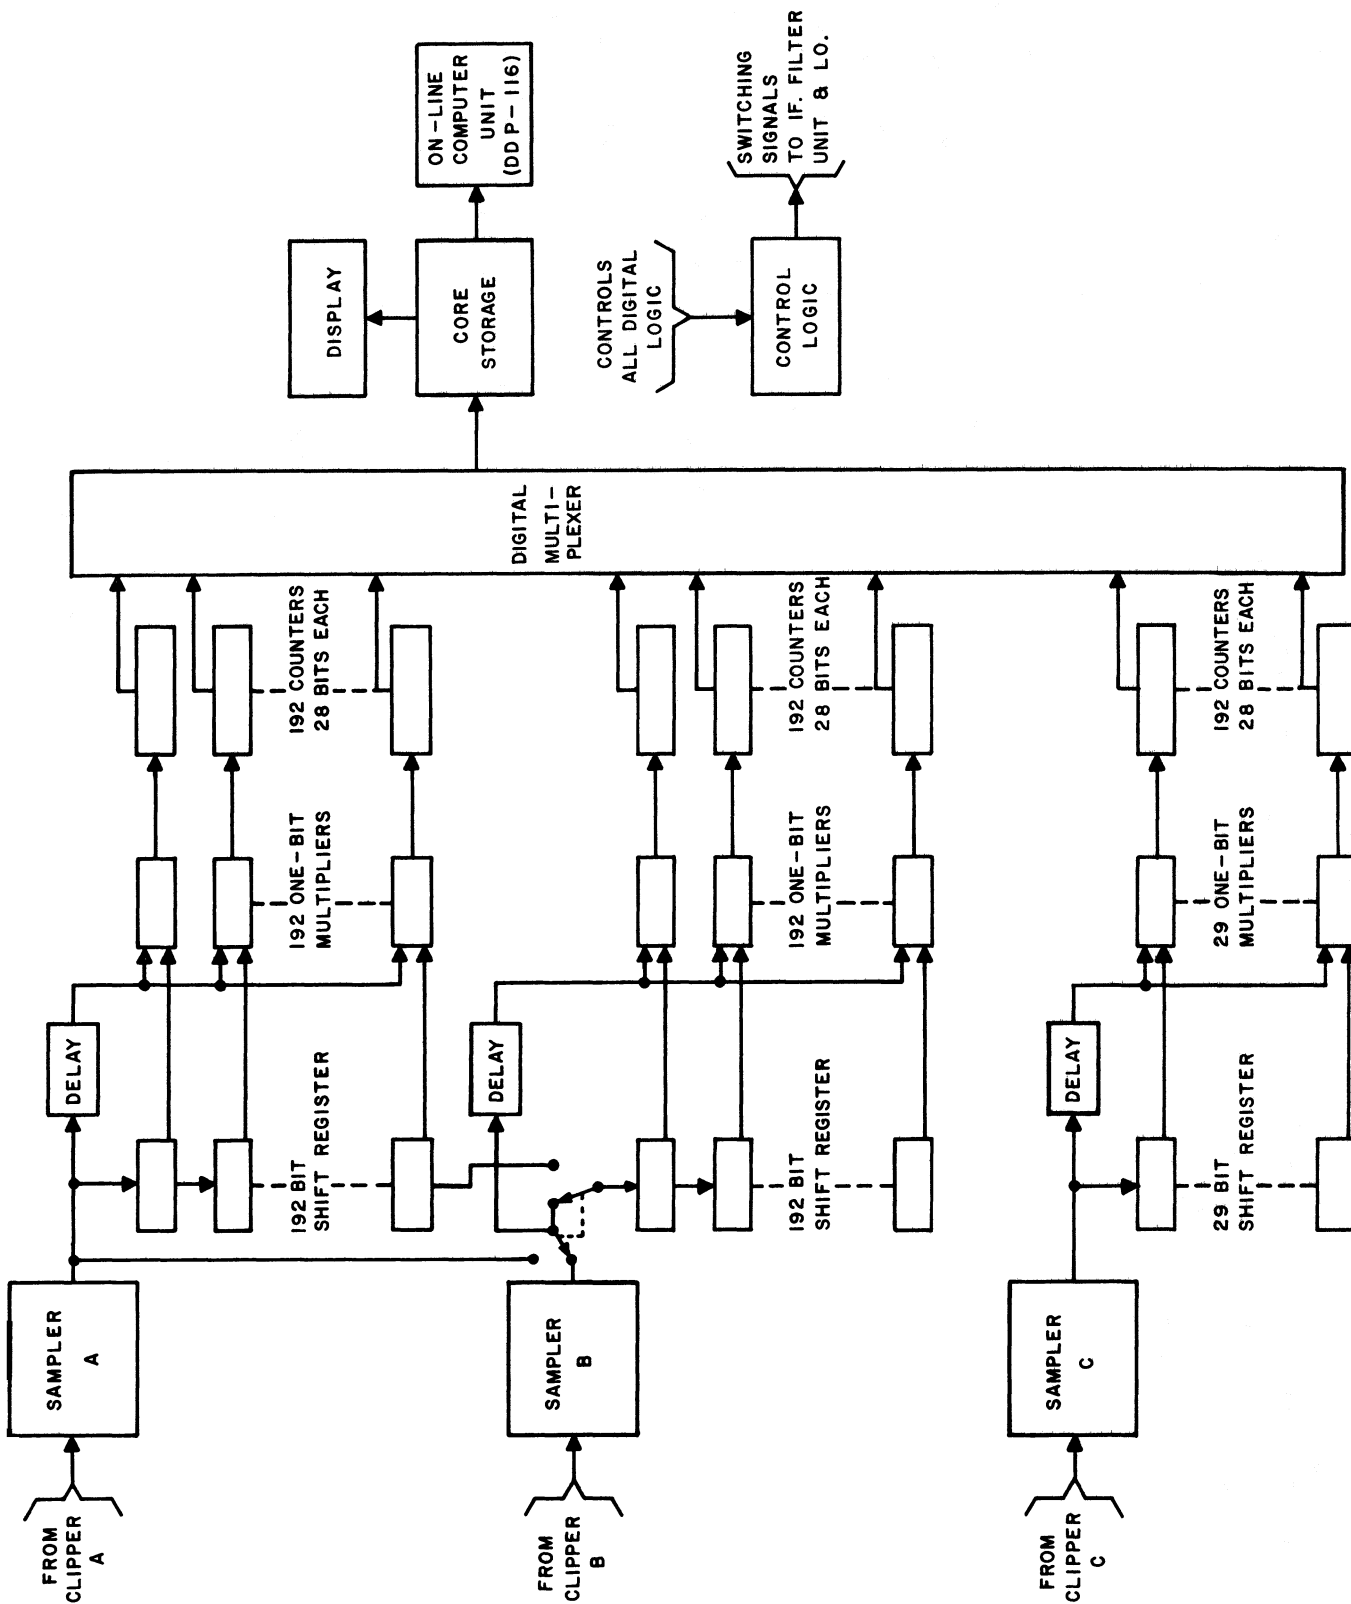 FROM
CLIPPER
A
SAMPLER
A
DELAY
192 BIT
SHIFT REGISTER
192 ONE-BIT
MULTIPLIERS
192 COUNTERS
28 BITS EACH
FROM
CLIPPER
B
SAMPLER
B
DELAY
192 BIT
SHIFT REGISTER
192 ONE-BIT
MULTIPLIERS
192 COUNTERS
28 BITS EACH
FROM
CLIPPER
C
SAMPLER
C
DELAY
29 BIT
SHIFT REGISTER
29 ONE-BIT
MULTIPLIERS
192 COUNTERS
28 BITS EACH
DIGITAL
MULTI-
PLEXER
DISPLAY
CORE
STORAGE
ON-LINE
COMPUTER
UNIT
(DDP-116)
CONTROLS
ALL DIGITAL
LOGIC
CONTROL
LOGIC
SWITCHING
SIGNALS
TO IF. FILTER
UNIT & LO.